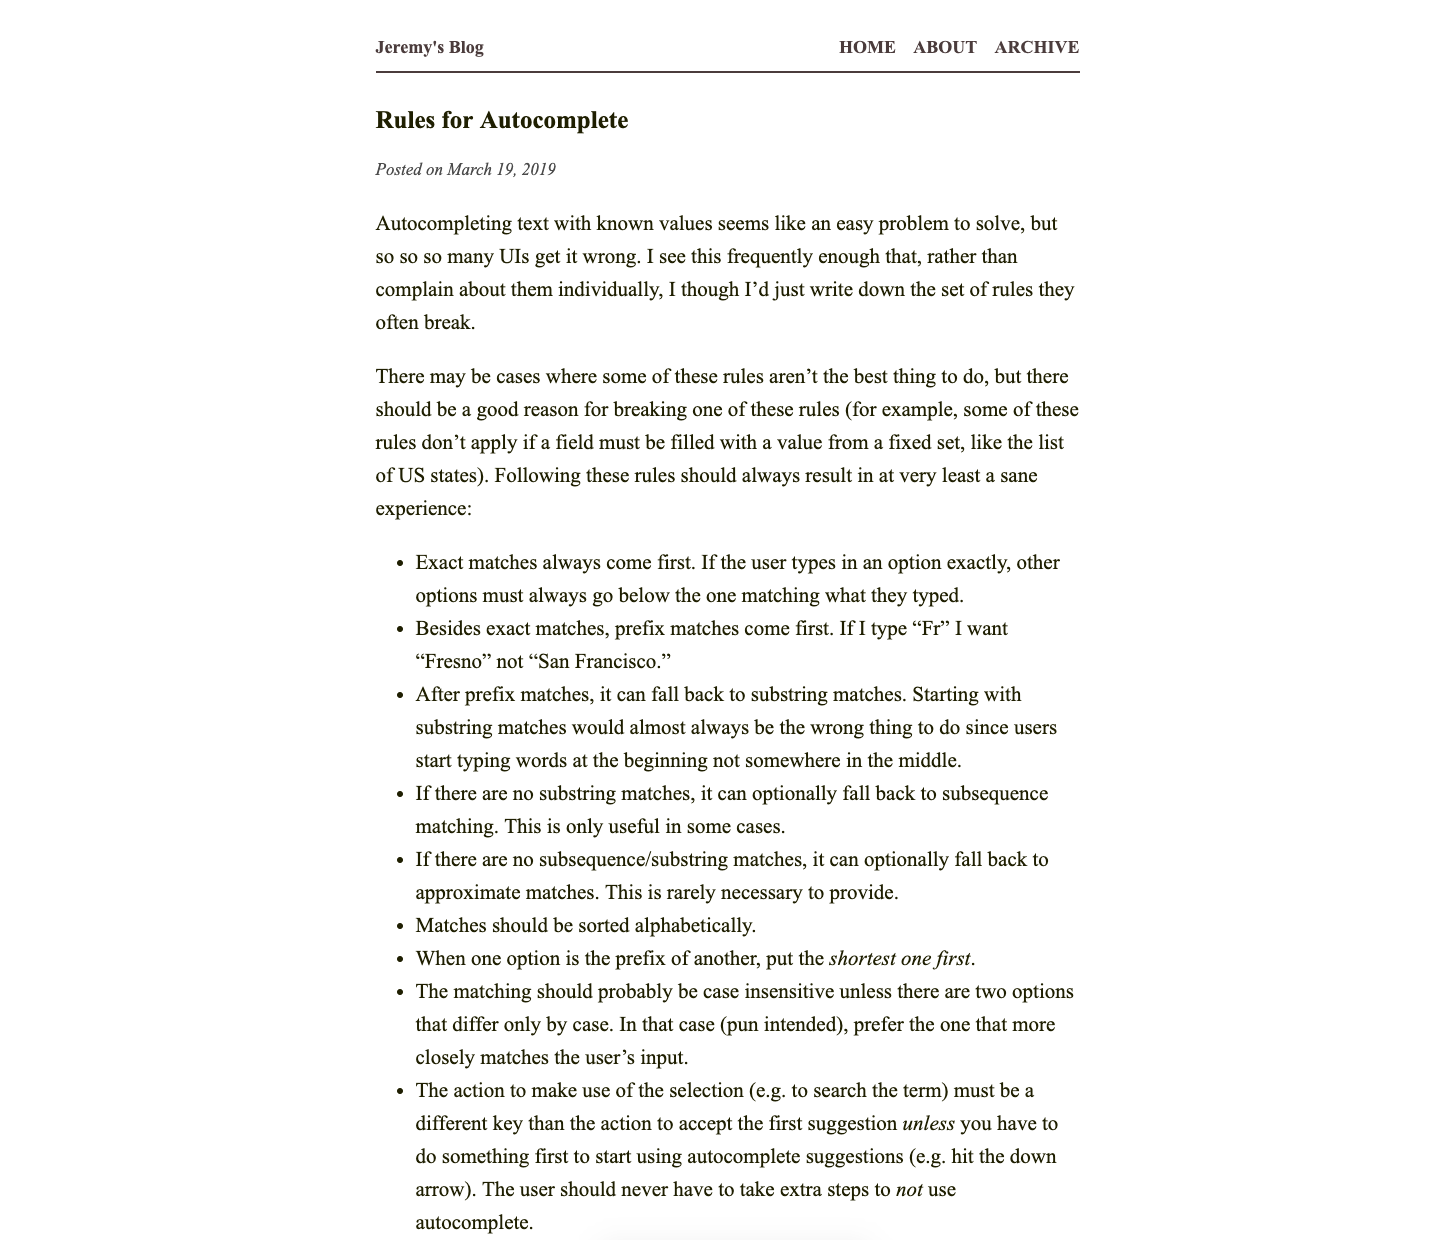 Jeremy's Blog
HOME ABOUT ARCHIVE
Rules for Autocomplete
Posted on March 19, 2019
Autocompleting text with known values seems like an easy problem to solve, but
so so so many UIs get it wrong. I see this frequently enough that, rather than
complain about them individually, I though I’d just write down the set of rules they
often break.
There may be cases where some of these rules aren’t the best thing to do, but there
should be a good reason for breaking one of these rules (for example, some of these
rules don’t apply if a field must be filled with a value from a fixed set, like the list
of US states). Following these rules should always result in at very least a sane
experience:
• Exact matches always come first. If the user types in an option exactly, other
options must always go below the one matching what they typed.
• Besides exact matches, prefix matches come first. If I type “Fr” I want
“Fresno” not “San Francisco.”
• After prefix matches, it can fall back to substring matches. Starting with
substring matches would almost always be the wrong thing to do since users
start typing words at the beginning not somewhere in the middle.
• If there are no substring matches, it can optionally fall back to subsequence
matching. This is only useful in some cases.
• If there are no subsequence/substring matches, it can optionally fall back to
approximate matches. This is rarely necessary to provide.
• Matches should be sorted alphabetically.
• When one option is the prefix of another, put the shortest one first.
• The matching should probably be case insensitive unless there are two options
that differ only by case. In that case (pun intended), prefer the one that more
closely matches the user’s input.
• The action to make use of the selection (e.g. to search the term) must be a
different key than the action to accept the first suggestion unless you have to
do something first to start using autocomplete suggestions (e.g. hit the down
arrow). The user should never have to take extra steps to not use
autocomplete.